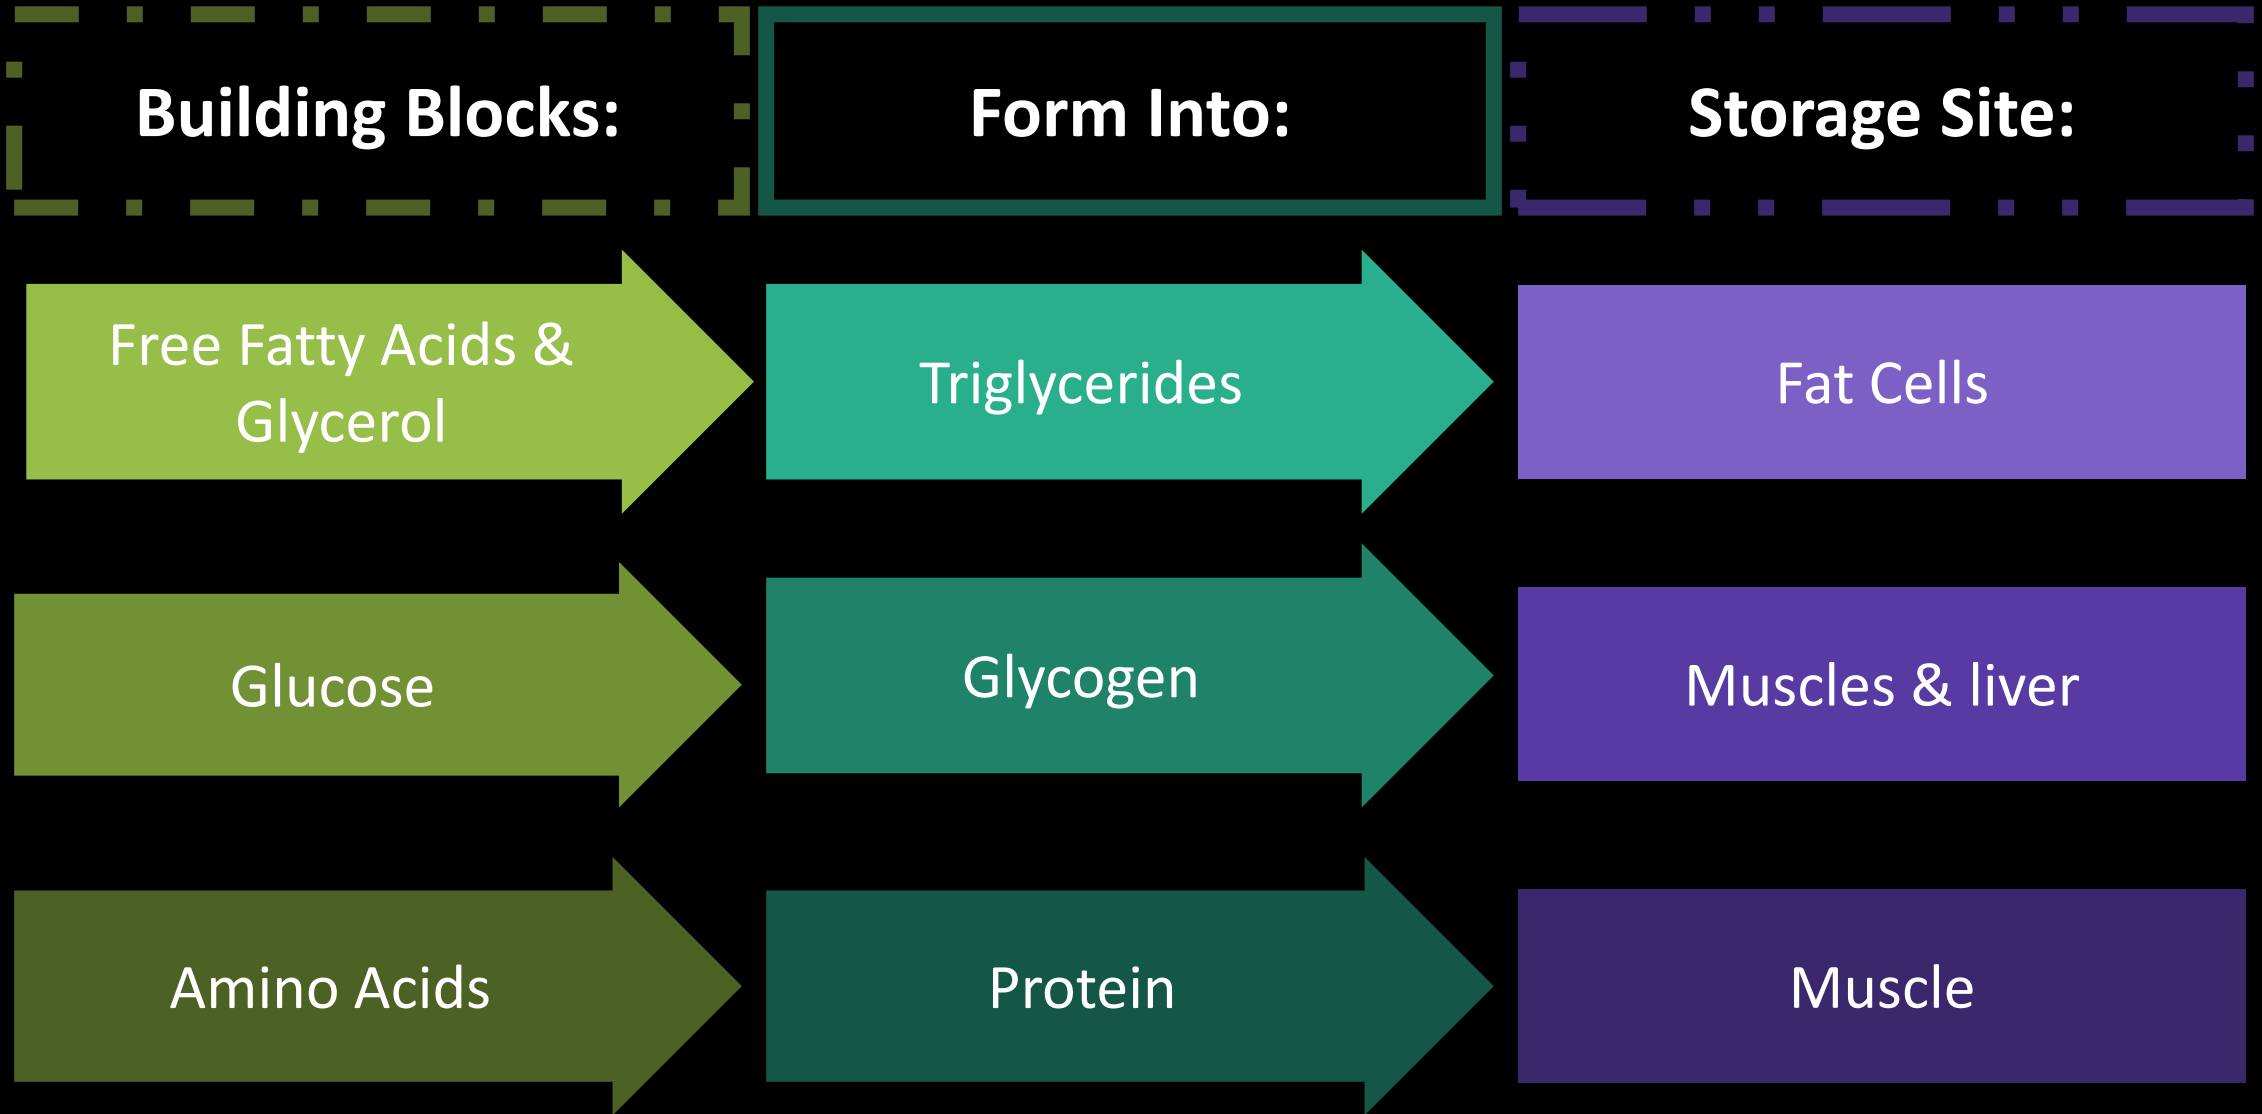 Building Blocks:
Form Into:
Storage Site:
Free Fatty Acids &
Glycerol
Triglycerides
Fat Cells
Glucose
Glycogen
Muscles & liver
Amino Acids
Protein
Muscle